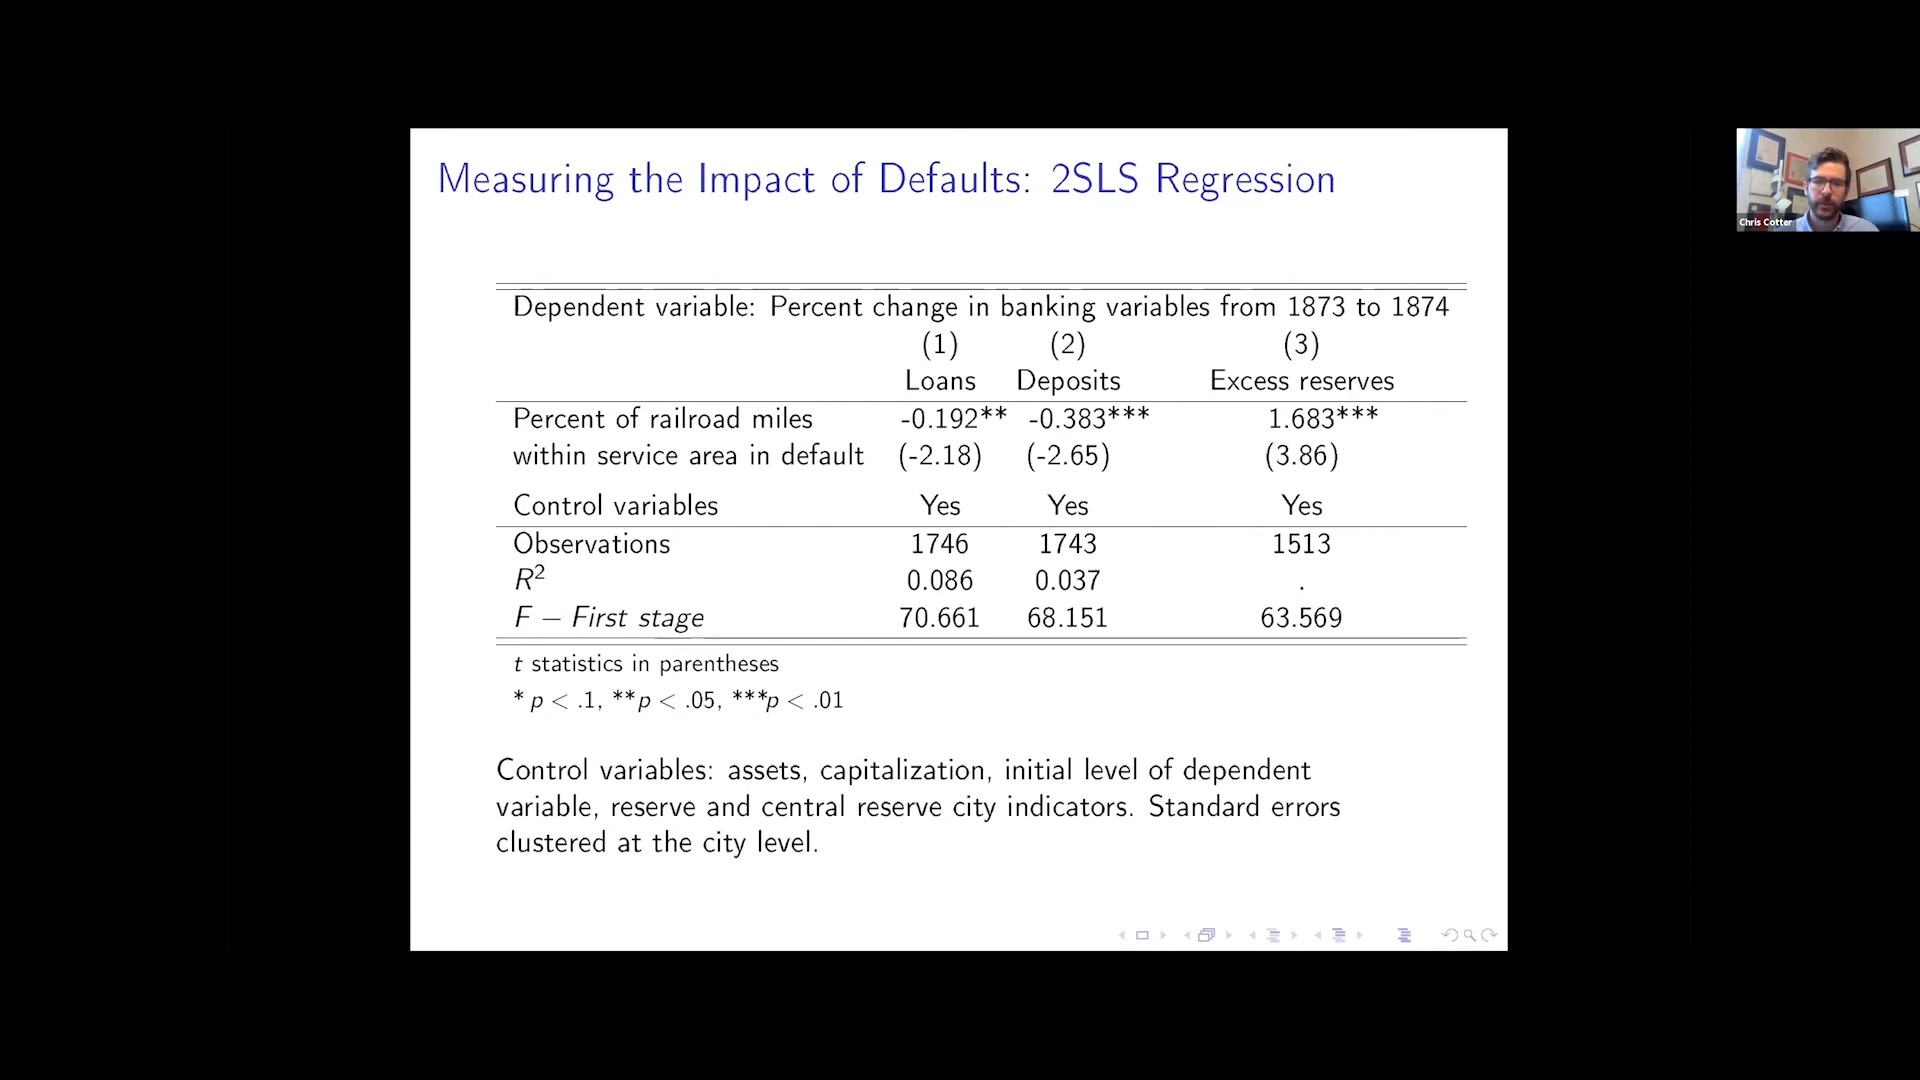 Measuring the Impact of Defaults: 2SLS Regression
Chris Cotter
Dependent variable: Percent change in banking variables from 1873 to 1874
(1) (2) (3)
Loans Deposits Excess reserves
Percent of railroad miles -0.192** -0.383*** 1.683***
within service area in default (-2.18) (-2.65) (3.86)
Control variables Yes Yes Yes
Observations 1746 1743 1513
R² 0.086 0.037 .
F – First stage 70.661 68.151 63.569
t statistics in parentheses
* p < .1, **p < .05, ***p < .01
Control variables: assets, capitalization, initial level of dependent
variable, reserve and central reserve city indicators. Standard errors
clustered at the city level.